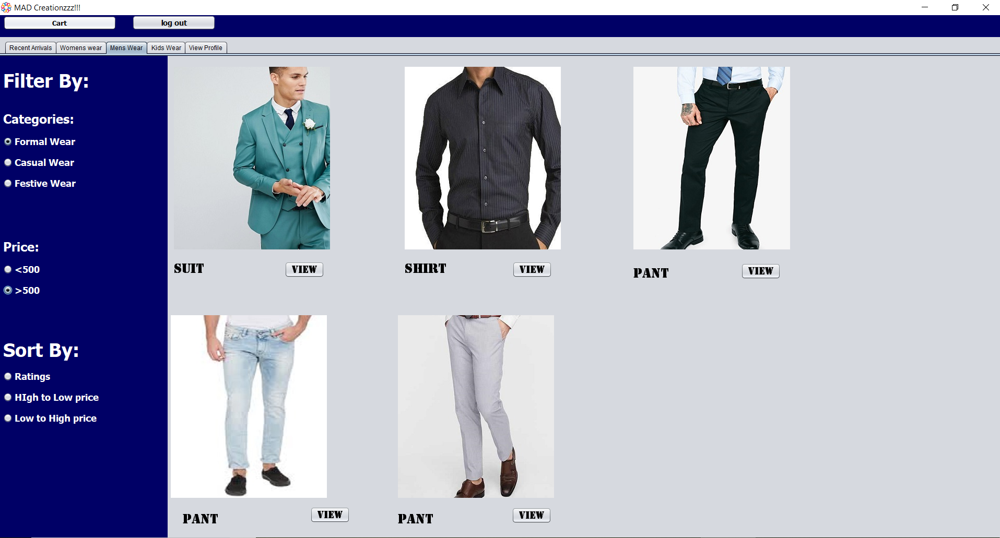 MAD Creationzzz!!!
Cart
log out
Recent Arrivals
Womens wear
Mens Wear
Kids Wear
View Profile
Filter By:
Categories:
Formal Wear
Casual Wear
Festive Wear
Price:
<500
>500
Sort By:
Ratings
HIgh to Low price
Low to High price
SUIT
VIEW
SHIRT
VIEW
PANT
VIEW
PANT
VIEW
PANT
VIEW